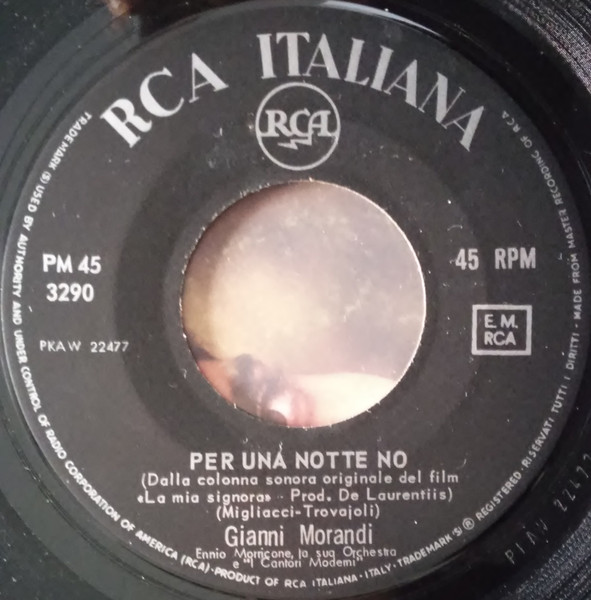 RCA ITALIANA
RCA
TRADEMARK Ⓢ USED BY AUTHORITY AND UNDER CONTROL OF RADIO CORPORATION OF AMERICA (RCA)·PRODUCT OF RCA ITALIANA·ITALY·TRADEMARK Ⓢ ® REGISTERED·RISERVATI TUTTI I DIRITTI - MADE FROM MASTER RECORDING OF RCA
PM 45
3290
45 RPM
PKAW 22477
E. M.
RCA
PER UNA NOTTE NO
(Dalla colonna sonora originale del film
«La mia signora» - Prod. De Laurentiis)
(Migliacci-Trovajoli)
Gianni Morandi
Ennio Morricone, la sua Orchestra
e "I Cantori Moderni"